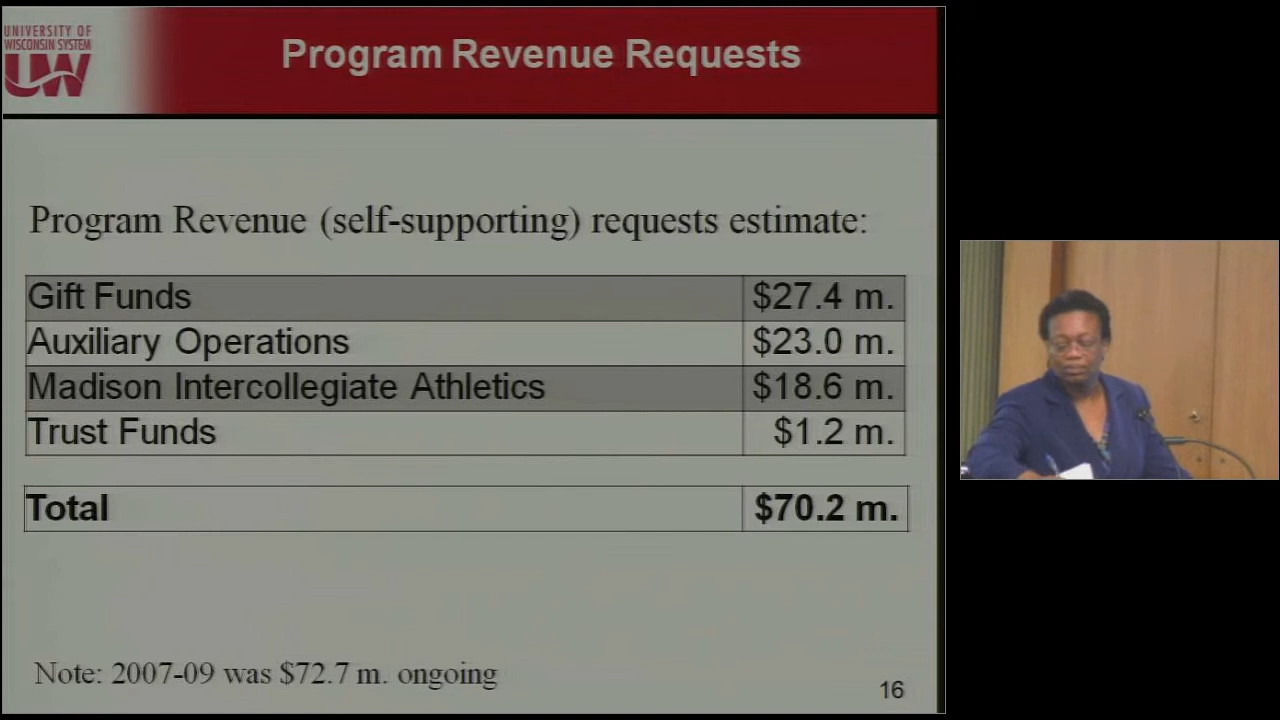 UNIVERSITY OF
WISCONSIN SYSTEM
UW
Program Revenue Requests
Program Revenue (self-supporting) requests estimate:
Gift Funds $27.4 m.
Auxiliary Operations $23.0 m.
Madison Intercollegiate Athletics $18.6 m.
Trust Funds $1.2 m.
Total $70.2 m.
Note: 2007-09 was $72.7 m. ongoing
16